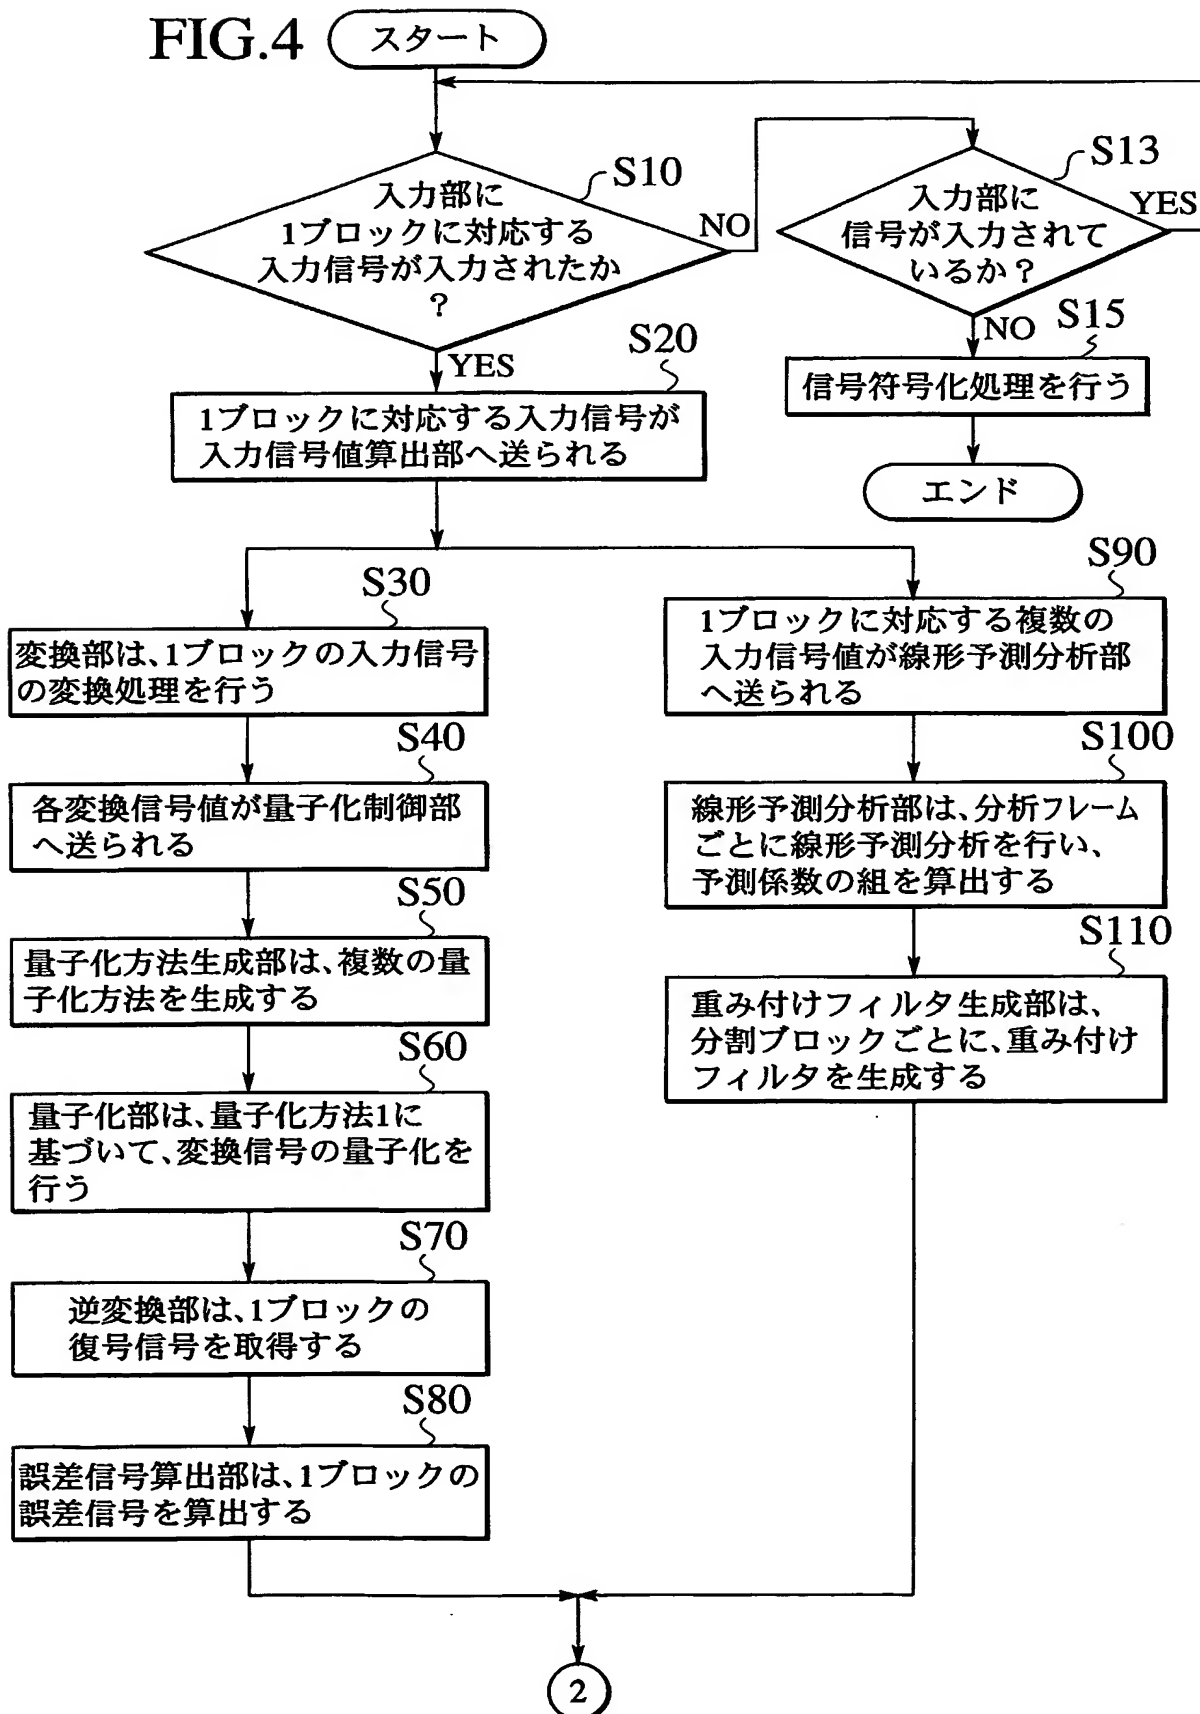 FIG.4
スタート
S10
入力部に
1ブロックに対応する
入力信号が入力されたか
?
NO
YES
S13
入力部に
信号が入力されて
いるか?
YES
NO
S15
信号符号化処理を行う
エンド
S20
1ブロックに対応する入力信号が
入力信号値算出部へ送られる
S30
変換部は、1ブロックの入力信号
の変換処理を行う
S40
各変換信号値が量子化制御部
へ送られる
S50
量子化方法生成部は、複数の量
子化方法を生成する
S60
量子化部は、量子化方法1に
基づいて、変換信号の量子化を
行う
S70
逆変換部は、1ブロックの
復号信号を取得する
S80
誤差信号算出部は、1ブロックの
誤差信号を算出する
S90
1ブロックに対応する複数の
入力信号値が線形予測分析部
へ送られる
S100
線形予測分析部は、分析フレーム
ごとに線形予測分析を行い、
予測係数の組を算出する
S110
重み付けフィルタ生成部は、
分割ブロックごとに、重み付け
フィルタを生成する
2